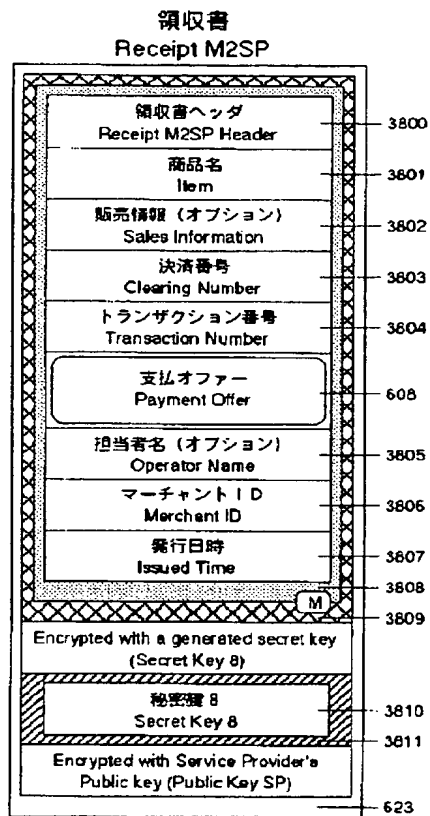 領収書
Receipt M2SP
領収書ヘッダ
Receipt M2SP Header
3800
商品名
Item
3801
販売情報（オプション）
Sales Information
3802
決済番号
Clearing Number
3803
トランザクション番号
Transaction Number
3804
支払オファー
Payment Offer
608
担当者名（オプション）
Operator Name
3805
マーチャントＩＤ
Merchant ID
3806
発行日時
Issued Time
3807
3808
M
3809
Encrypted with a generated secret key
(Secret Key 8)
秘密鍵 8
Secret Key 8
3810
3811
Encrypted with Service Provider's
Public key (Public Key SP)
623